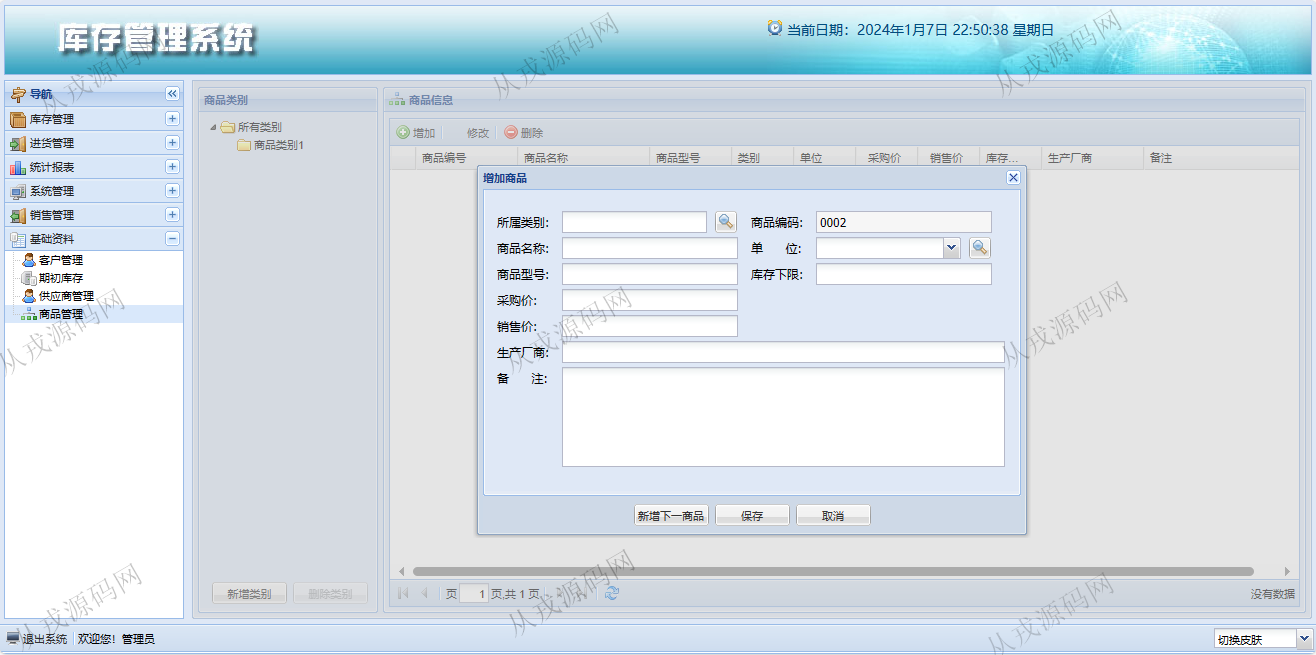 库存管理系统
当前日期：2024年1月7日 22:50:38 星期日
导航
库存管理
进货管理
统计报表
系统管理
销售管理
基础资料
客户管理
期初库存
供应商管理
商品管理
商品类别
所有类别
商品类别1
新增类别 删除类别
商品信息
增加 修改 删除
商品编号 商品名称 商品型号 类别 单位 采购价 销售价 库存... 生产厂商 备注
增加商品
所属类别: 商品编码: 0002
商品名称: 单 位:
商品型号: 库存下限:
采购价:
销售价:
生产厂商:
备 注:
新增下一商品 保存 取消
页 1 页,共 1 页
没有数据
退出系统 欢迎您！管理员
切换皮肤
从戎源码网
从戎源码网
从戎源码网
从戎源码网
从戎源码网
从戎源码网
从戎源码网
从戎源码网
从戎源码网